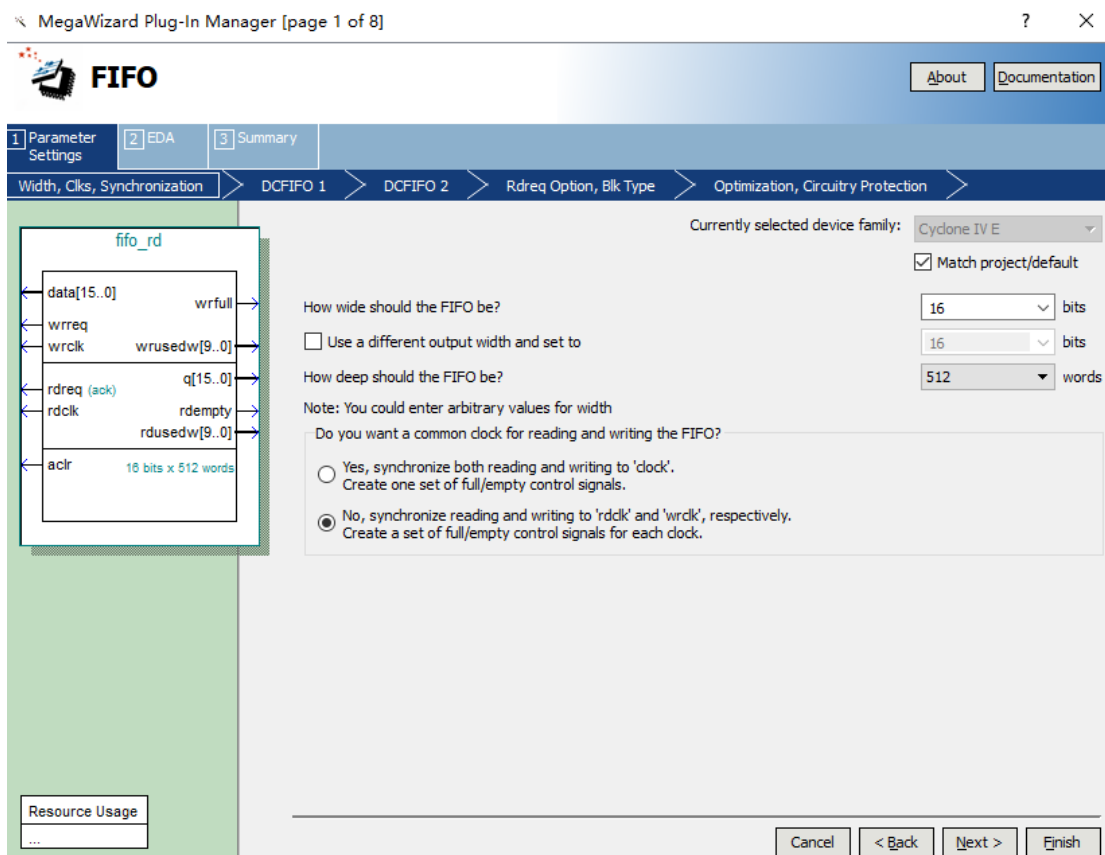 MegaWizard Plug-In Manager [page 1 of 8]
?
FIFO
About
Documentation
1 Parameter Settings
2 EDA
3 Summary
Width, Clks, Synchronization
DCFIFO 1
DCFIFO 2
Rdreq Option, Blk Type
Optimization, Circuitry Protection
Currently selected device family:
Cyclone IV E
Match project/default
fifo_rd
data[15..0]
wrfull
wrreq
wrclk
wrusedw[9..0]
q[15..0]
rdreq (ack)
rdclk
rdempty
rdusedw[9..0]
aclr
16 bits x 512 words
How wide should the FIFO be?
16
bits
Use a different output width and set to
16
bits
How deep should the FIFO be?
512
words
Note: You could enter arbitrary values for width
Do you want a common clock for reading and writing the FIFO?
Yes, synchronize both reading and writing to 'clock'.
Create one set of full/empty control signals.
No, synchronize reading and writing to 'rdclk' and 'wrclk', respectively.
Create a set of full/empty control signals for each clock.
Resource Usage
...
Cancel
< Back
Next >
Finish